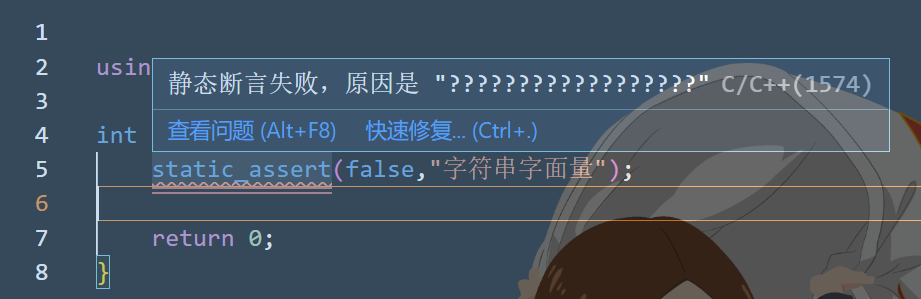 1
2 usin
静态断言失败，原因是 "??????????????????" C/C++(1574)
查看问题 (Alt+F8) 快速修复... (Ctrl+.)
3
4 int
5 static_assert(false,"字符串字面量");
6
7 return 0;
8 }